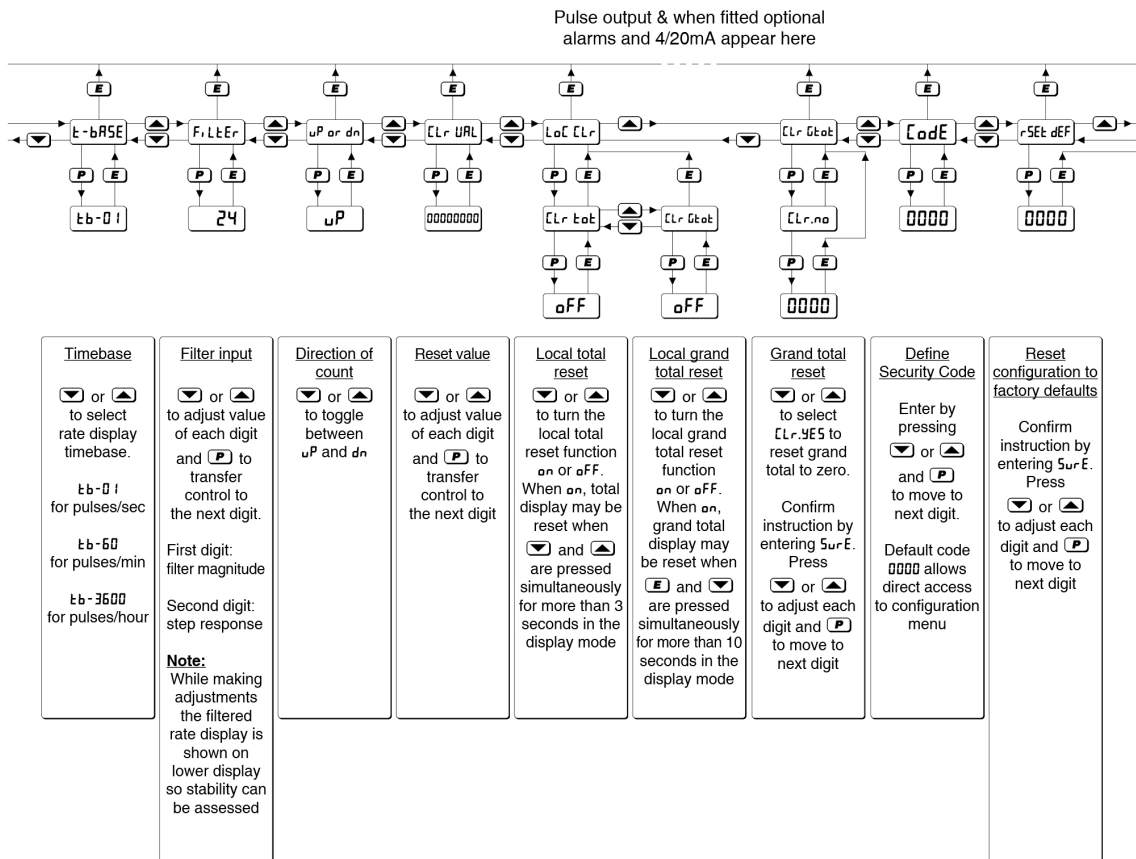 Pulse output & when fitted optional
alarms and 4/20mA appear here
E E E E E E E E
t-bASE FiLtEr uP or dn CLr VAL LoC CLr CLr Gtot CodE rSEt dEF
P E P E P E P E P E E P E P E P E
tb-01 24 uP 00000000 CLr tot CLr Gtot CLr.no 0000 0000
P E P E P E
oFF oFF 0000
Timebase
or
to select
rate display
timebase.
tb-01
for pulses/sec
tb-60
for pulses/min
tb-3600
for pulses/hour
Filter input
or
to adjust value
of each digit
and P to
transfer
control to
the next digit.
First digit:
filter magnitude
Second digit:
step response
Note:
While making
adjustments
the filtered
rate display is
shown on
lower display
so stability can
be assessed
Direction of
count
or
to toggle
between
uP and dn
Reset value
or
to adjust value
of each digit
and P to
transfer
control to
the next digit
Local total
reset
or
to turn the
local total
reset function
on or oFF.
When on, total
display may be
reset when
and
are pressed
simultaneously
for more than 3
seconds in the
display mode
Local grand
total reset
or
to turn the
local grand
total reset
function
on or oFF.
When on,
grand total
display may
be reset when
E and
are pressed
simultaneously
for more than 10
seconds in the
display mode
Grand total
reset
or
to select
CLr.YES to
reset grand
total to zero.
Confirm
instruction by
entering SurE.
Press
or
to adjust each
digit and P
to move to
next digit
Define
Security Code
Enter by
pressing
or
and P
to move to
next digit.
Default code
0000 allows
direct access
to configuration
menu
Reset
configuration to
factory defaults
Confirm
instruction by
entering SurE.
Press
or
to adjust each
digit and P
to move to
next digit